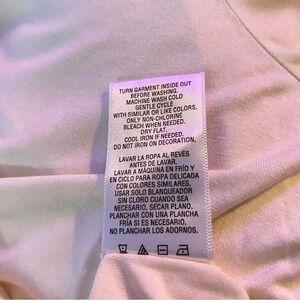 TURN GARMENT INSIDE OUT
BEFORE WASHING.
MACHINE WASH COLD
GENTLE CYCLE
WITH SIMILAR OR LIKE COLORS.
ONLY NON-CHLORINE
BLEACH WHEN NEEDED.
DRY FLAT.
COOL IRON IF NEEDED.
DO NOT IRON ON DECORATION.
LAVAR LA ROPA AL REVÉS
ANTES DE LAVAR.
LAVAR A MÁQUINA EN FRÍO Y
EN CICLO PARA ROPA DELICADA
CON COLORES SIMILARES.
USAR SOLO BLANQUEADOR
SIN CLORO CUANDO SEA
NECESARIO, SECAR PLANO.
PLANCHAR CON UNA PLANCHA
FRÍA SI ES NECESARIO.
NO PLANCHAR LOS ADORNOS.